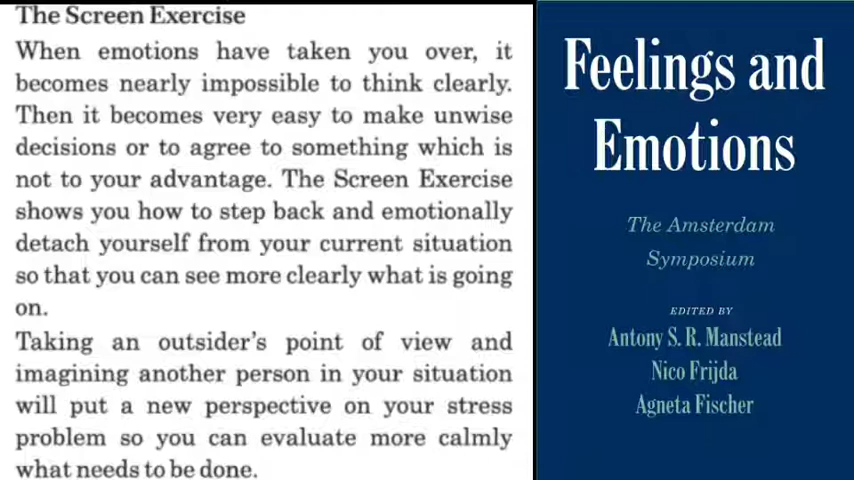 The Screen Exercise
When emotions have taken you over, it
becomes nearly impossible to think clearly.
Then it becomes very easy to make unwise
decisions or to agree to something which is
not to your advantage. The Screen Exercise
shows you how to step back and emotionally
detach yourself from your current situation
so that you can see more clearly what is going
on.
Taking an outsider's point of view and
imagining another person in your situation
will put a new perspective on your stress
problem so you can evaluate more calmly
what needs to be done.
Feelings and
Emotions
The Amsterdam
Symposium
EDITED BY
Antony S. R. Manstead
Nico Frijda
Agneta Fischer